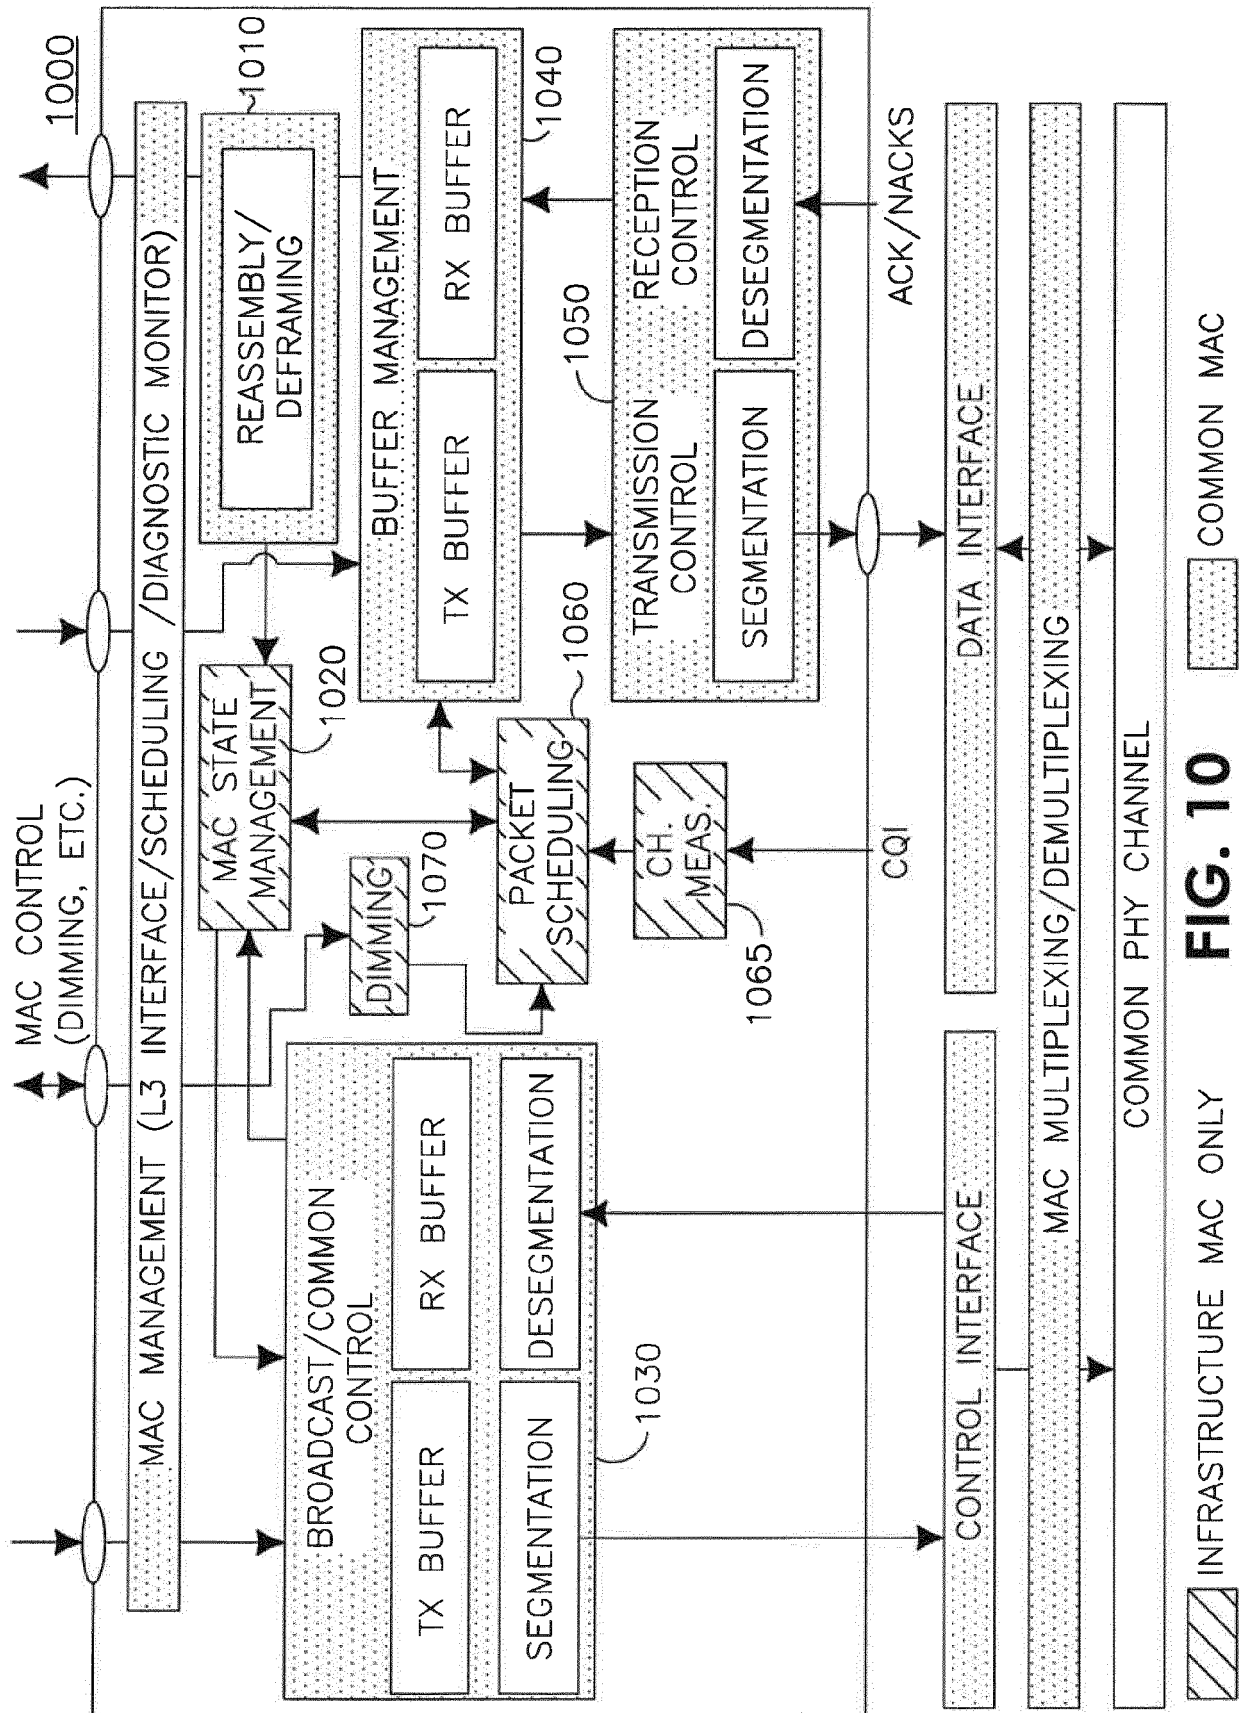 1000
MAC CONTROL
(DIMMING, ETC.)
MAC MANAGEMENT (L3 INTERFACE/SCHEDULING /DIAGNOSTIC MONITOR)
1010
REASSEMBLY/
DEFRAMING
MAC STATE
MANAGEMENT
1020
BROADCAST/COMMON
CONTROL
TX BUFFER
RX BUFFER
SEGMENTATION
DESEGMENTATION
1030
DIMMING
1070
BUFFER MANAGEMENT
TX BUFFER
RX BUFFER
1040
PACKET
SCHEDULING
1060
TRANSMISSION
CONTROL
RECEPTION
CONTROL
1050
SEGMENTATION
DESEGMENTATION
CH.
MEAS.
1065
CQI
ACK/NACKS
CONTROL INTERFACE
DATA INTERFACE
MAC MULTIPLEXING/DEMULTIPLEXING
COMMON PHY CHANNEL
INFRASTRUCTURE MAC ONLY
FIG. 10
COMMON MAC